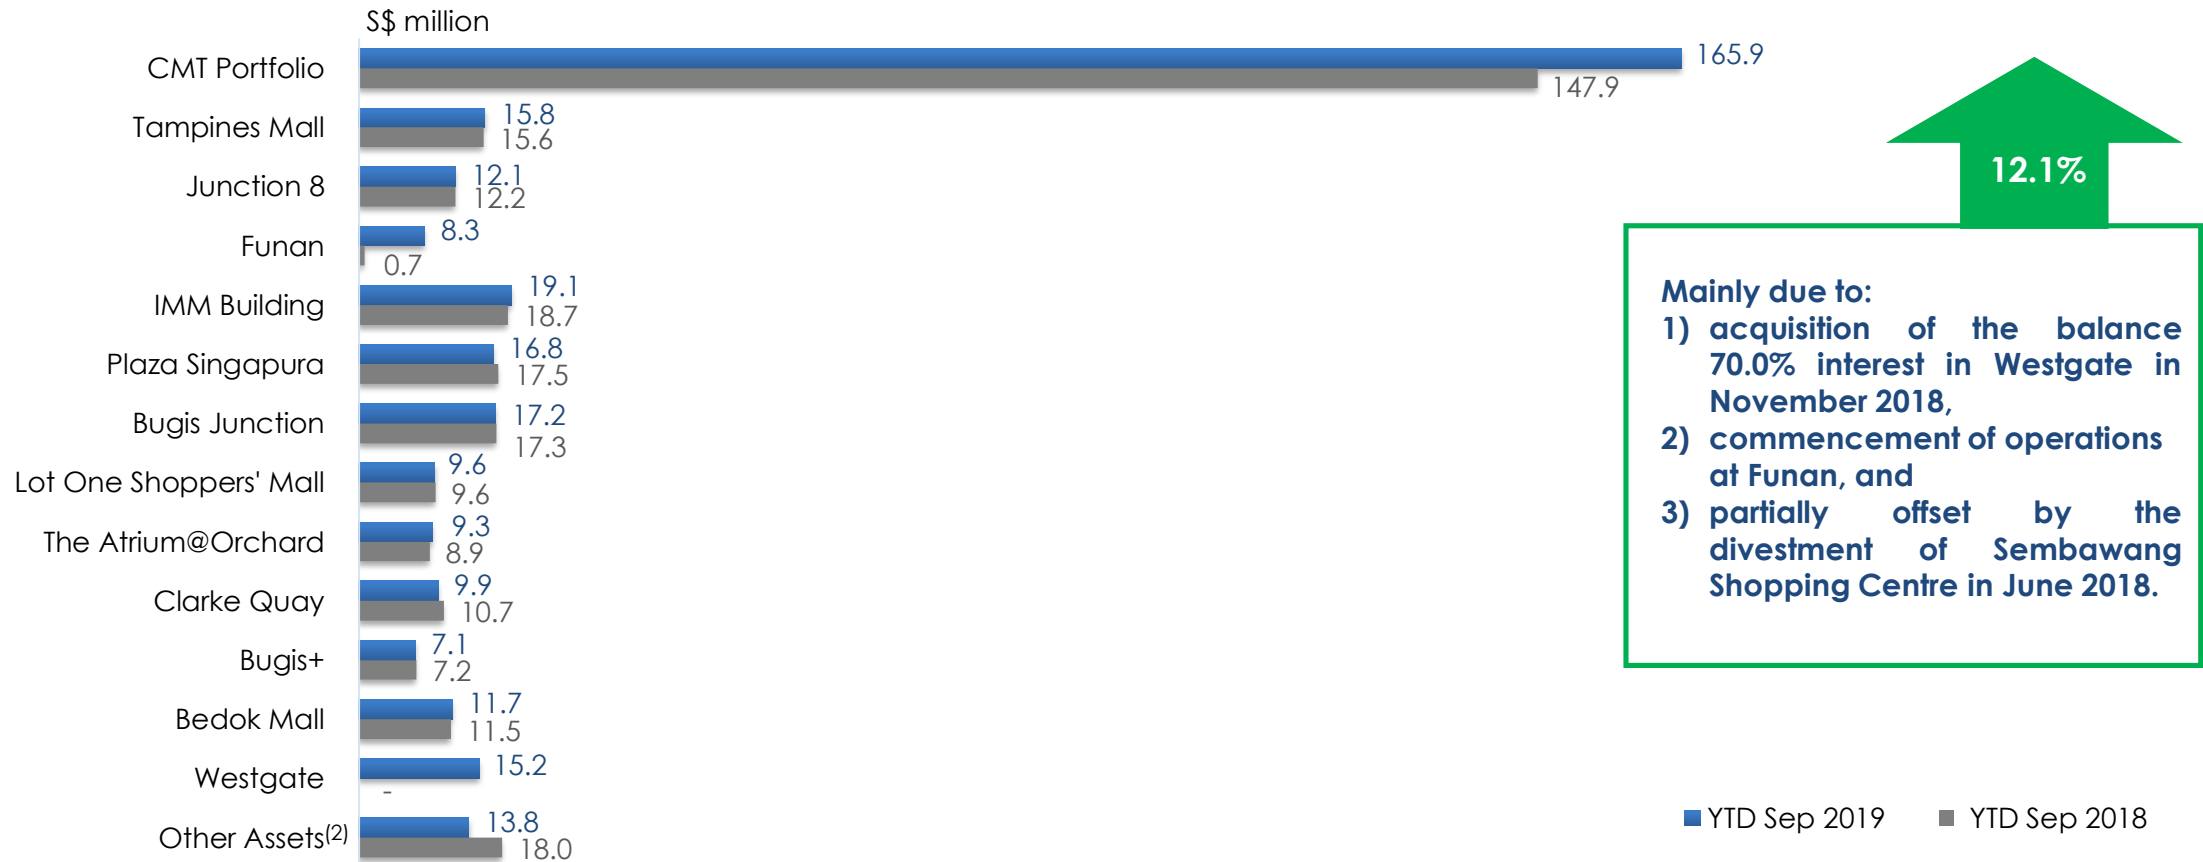 S$ million
CMT Portfolio
165.9
147.9
Tampines Mall
15.8
15.6
Junction 8
12.1
12.2
Funan
8.3
0.7
IMM Building
19.1
18.7
Plaza Singapura
16.8
17.5
Bugis Junction
17.2
17.3
Lot One Shoppers' Mall
9.6
9.6
The Atrium@Orchard
9.3
8.9
Clarke Quay
9.9
10.7
Bugis+
7.1
7.2
Bedok Mall
11.7
11.5
Westgate
15.2
-
Other Assets(2)
13.8
18.0
12.1%
Mainly due to:
1) acquisition of the balance
70.0% interest in Westgate in
November 2018,
2) commencement of operations
at Funan, and
3) partially offset by the
divestment of Sembawang
Shopping Centre in June 2018.
YTD Sep 2019
YTD Sep 2018